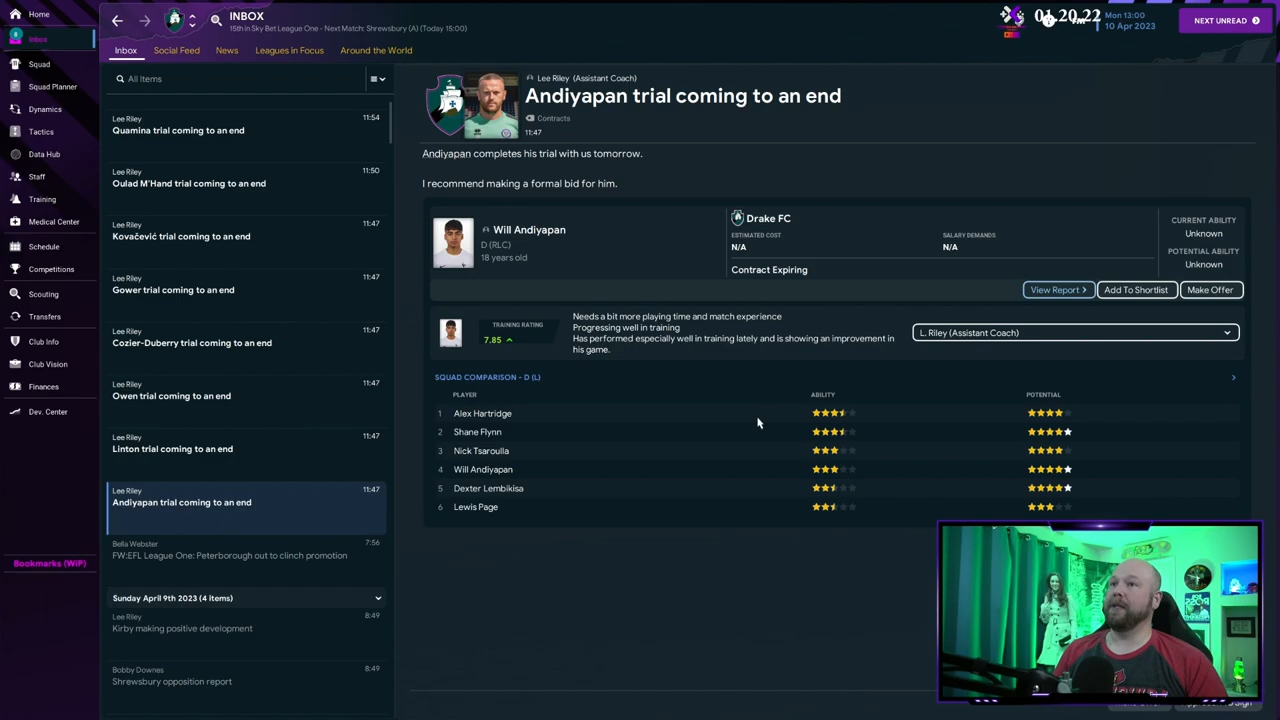 Home
Inbox
Squad
Squad Planner
Dynamics
Tactics
Data Hub
Staff
Training
Medical Center
Schedule
Competitions
Scouting
Transfers
Club Info
Club Vision
Finances
Dev. Center
Bookmarks (WiP)
INBOX
15th in Sky Bet League One - Next Match: Shrewsbury (A) (Today 15:00)
01.20.22
Mon 13:00
10 Apr 2023
NEXT UNREAD
Inbox
Social Feed
News
Leagues in Focus
Around the World
All Items
Lee Riley 11:54
Quamina trial coming to an end
Lee Riley 11:50
Oulad M'Hand trial coming to an end
Lee Riley 11:47
Kovačević trial coming to an end
Lee Riley 11:47
Gower trial coming to an end
Lee Riley 11:47
Cozier-Duberry trial coming to an end
Lee Riley 11:47
Owen trial coming to an end
Lee Riley 11:47
Linton trial coming to an end
Lee Riley 11:47
Andiyapan trial coming to an end
Bella Webster 7:56
FW:EFL League One: Peterborough out to clinch promotion
Sunday April 9th 2023 (4 items)
Lee Riley 8:49
Kirby making positive development
Bobby Downes 8:49
Shrewsbury opposition report
Lee Riley (Assistant Coach)
Andiyapan trial coming to an end
Contracts
11:47
Andiyapan completes his trial with us tomorrow.
I recommend making a formal bid for him.
Will Andiyapan
D (RLC)
18 years old
Drake FC
ESTIMATED COST
N/A
SALARY DEMANDS
N/A
Contract Expiring
CURRENT ABILITY
Unknown
POTENTIAL ABILITY
Unknown
View Report
Add To Shortlist
Make Offer
TRAINING RATING
7.85
Needs a bit more playing time and match experience
Progressing well in training
Has performed especially well in training lately and is showing an improvement in
his game.
L. Riley (Assistant Coach)
SQUAD COMPARISON - D (L)
PLAYER ABILITY POTENTIAL
1 Alex Hartridge
2 Shane Flynn
3 Nick Tsaroulla
4 Will Andiyapan
5 Dexter Lembikisa
6 Lewis Page